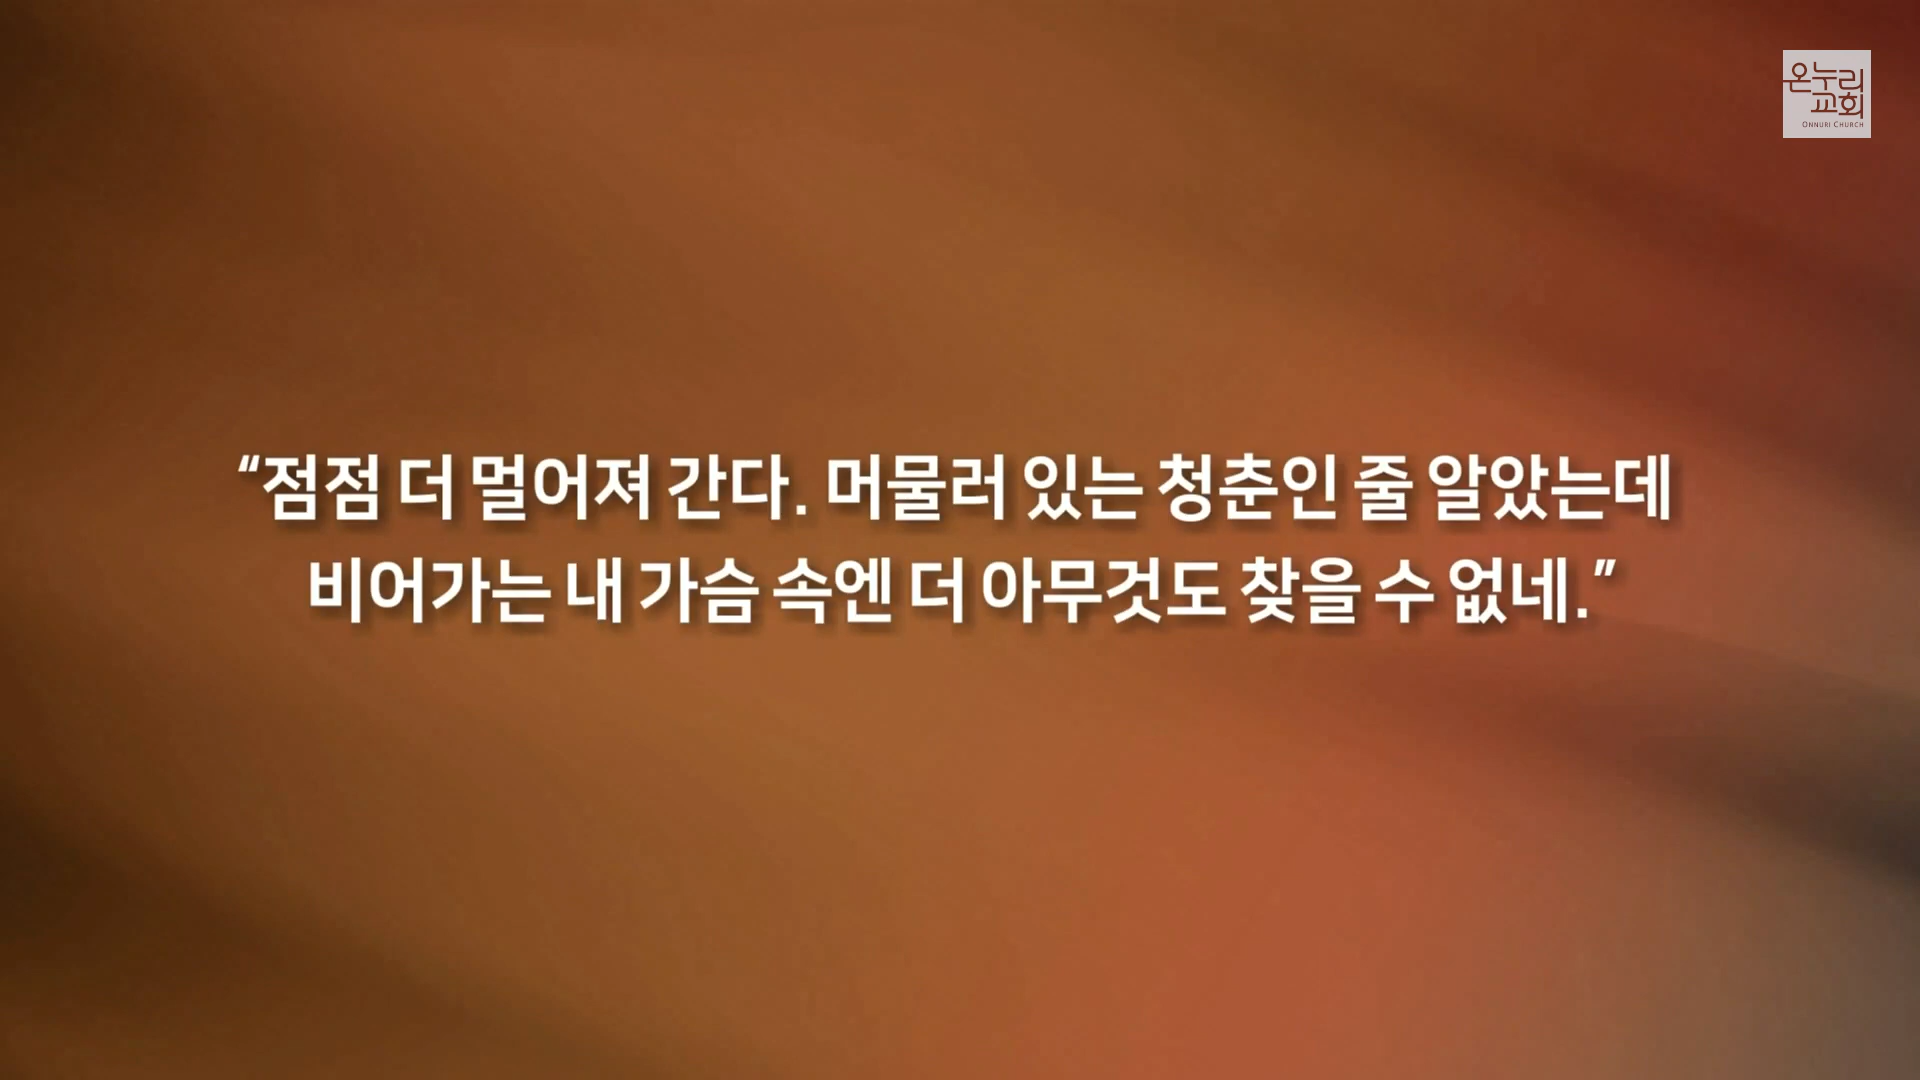 온누리
교회
ONNURI CHURCH
“점점 더 멀어져 간다. 머물러 있는 청춘인 줄 알았는데
비어가는 내 가슴 속엔 더 아무것도 찾을 수 없네.”